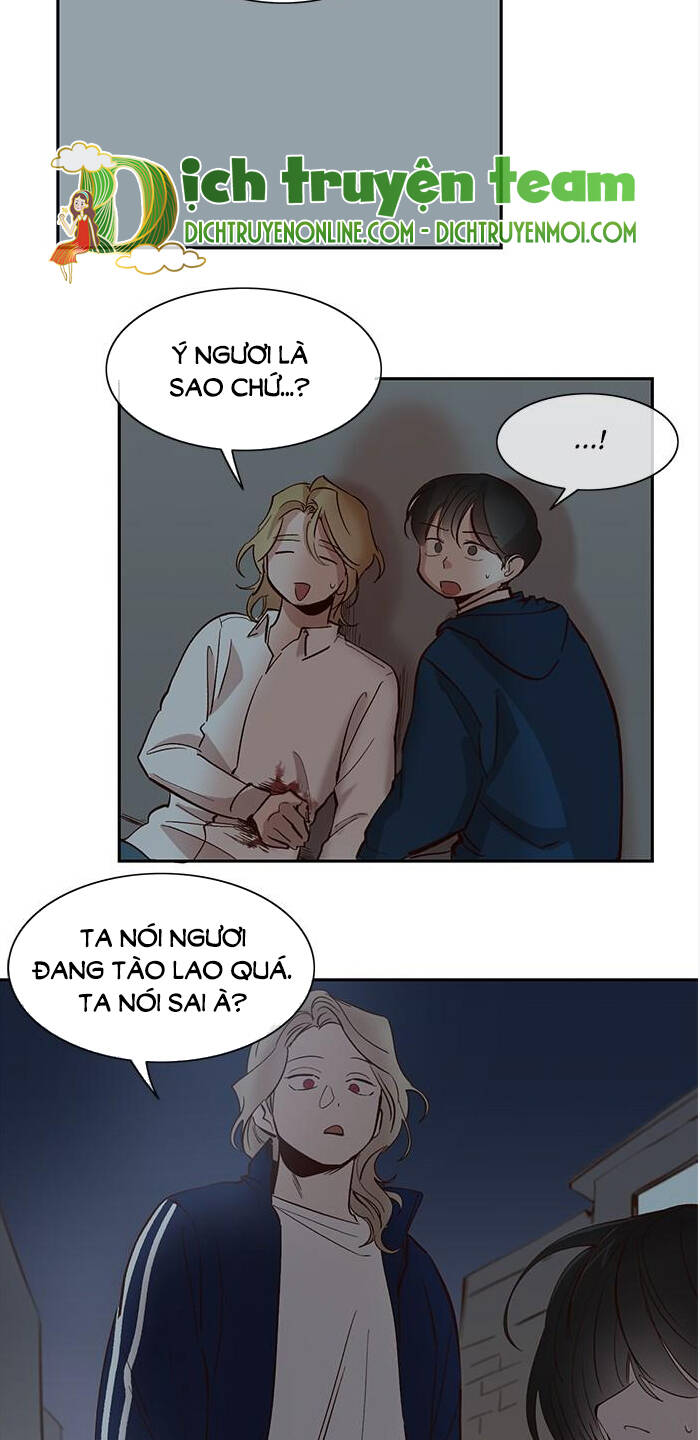 Dịch truyện team
DICHTRUYENONLINE.COM - DICHTRUYENMOI.COM
Ý NGƯƠI LÀ
SAO CHỨ...?
...!
TA NÓI NGƯƠI
ĐANG TÀO LAO QUÁ.
TA NÓI SAI À?